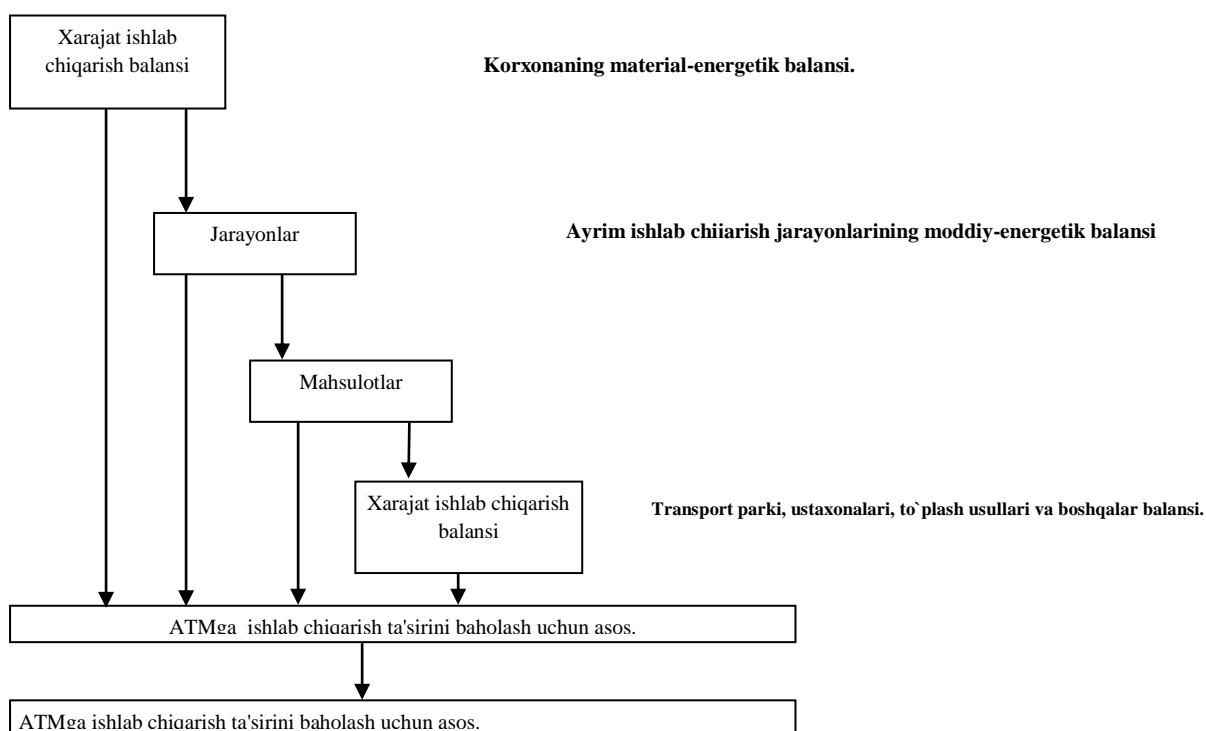 Xarajat ishlab
chiqarish balansi
Korxonaning material-energetik balansi.
Jarayonlar
Ayrim ishlab chiiarish jarayonlarining moddiy-energetik balansi
Mahsulotlar
Xarajat ishlab chiqarish
balansi
Transport parki, ustaxonalari, to`plash usullari va boshqalar balansi.
ATMga ishlab chiqarish ta'sirini baholash uchun asos.
ATMga ishlab chiqarish ta'sirini baholash uchun asos.